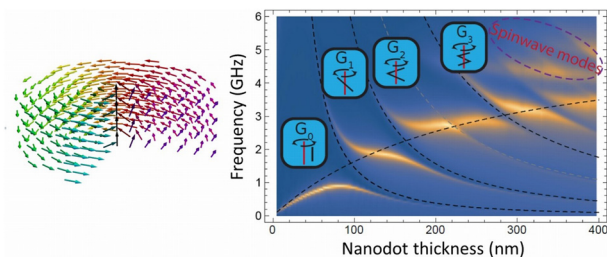 Frequency (GHz)
6
5
4
3
2
1
0
G₀
G₁
G₂
G₃
Spinwave modes
0
100
200
300
400
Nanodot thickness (nm)